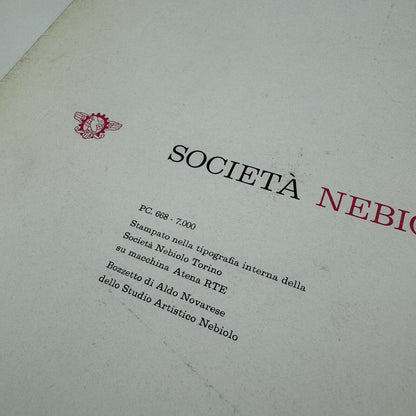 SOCIETÀ NEBIO
PC. 668 - 7.000
Stampato nella tipografia interna della
Società Nebiolo Torino
su macchina Atena RTE
Bozzetto di Aldo Novarese
dello Studio Artistico Nebiolo